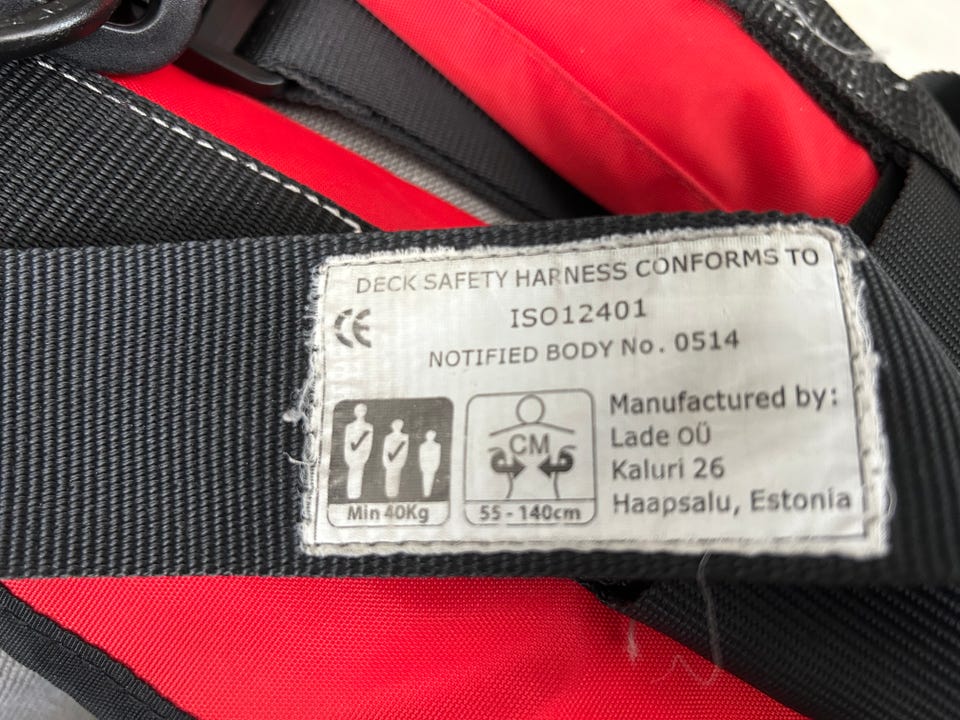 DECK SAFETY HARNESS CONFORMS TO
CE
ISO12401
NOTIFIED BODY No. 0514
CM
Min 40Kg
55 - 140cm
Manufactured by:
Lade OÜ
Kaluri 26
Haapsalu, Estonia